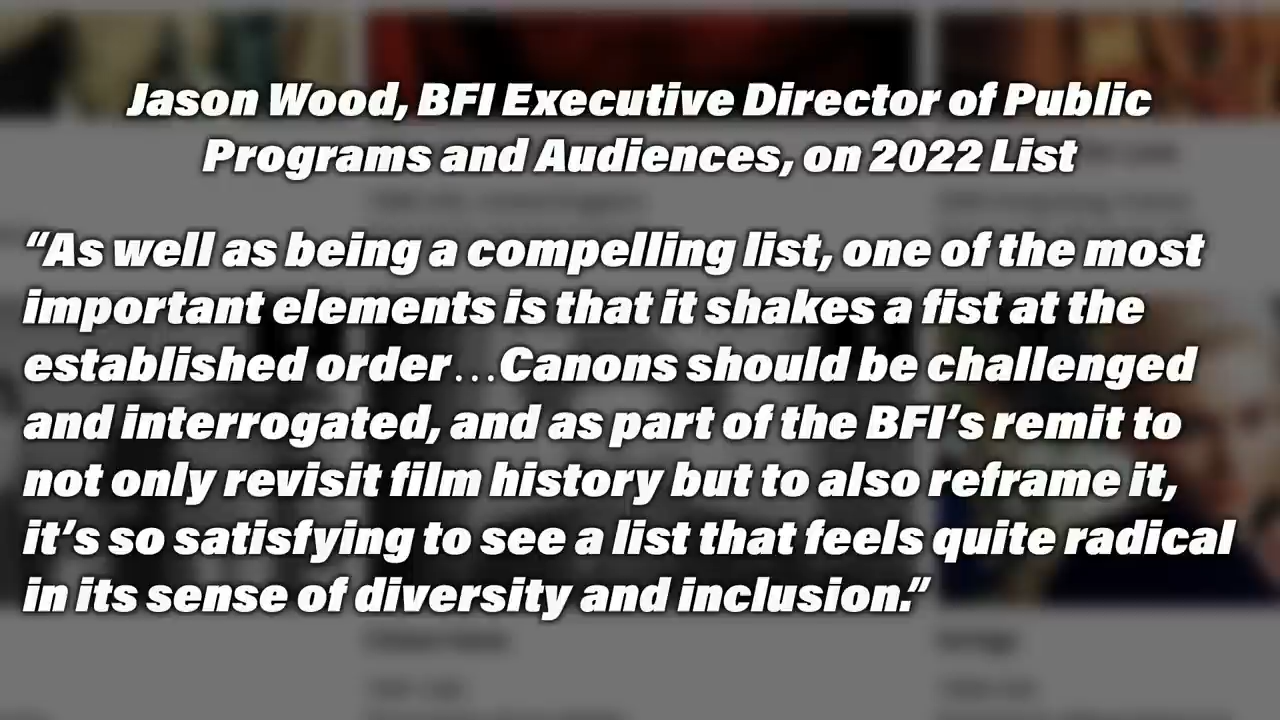 Jason Wood, BFI Executive Director of Public
Programs and Audiences, on 2022 List
“As well as being a compelling list, one of the most
important elements is that it shakes a fist at the
established order…Canons should be challenged
and interrogated, and as part of the BFI’s remit to
not only revisit film history but to also reframe it,
it’s so satisfying to see a list that feels quite radical
in its sense of diversity and inclusion.”